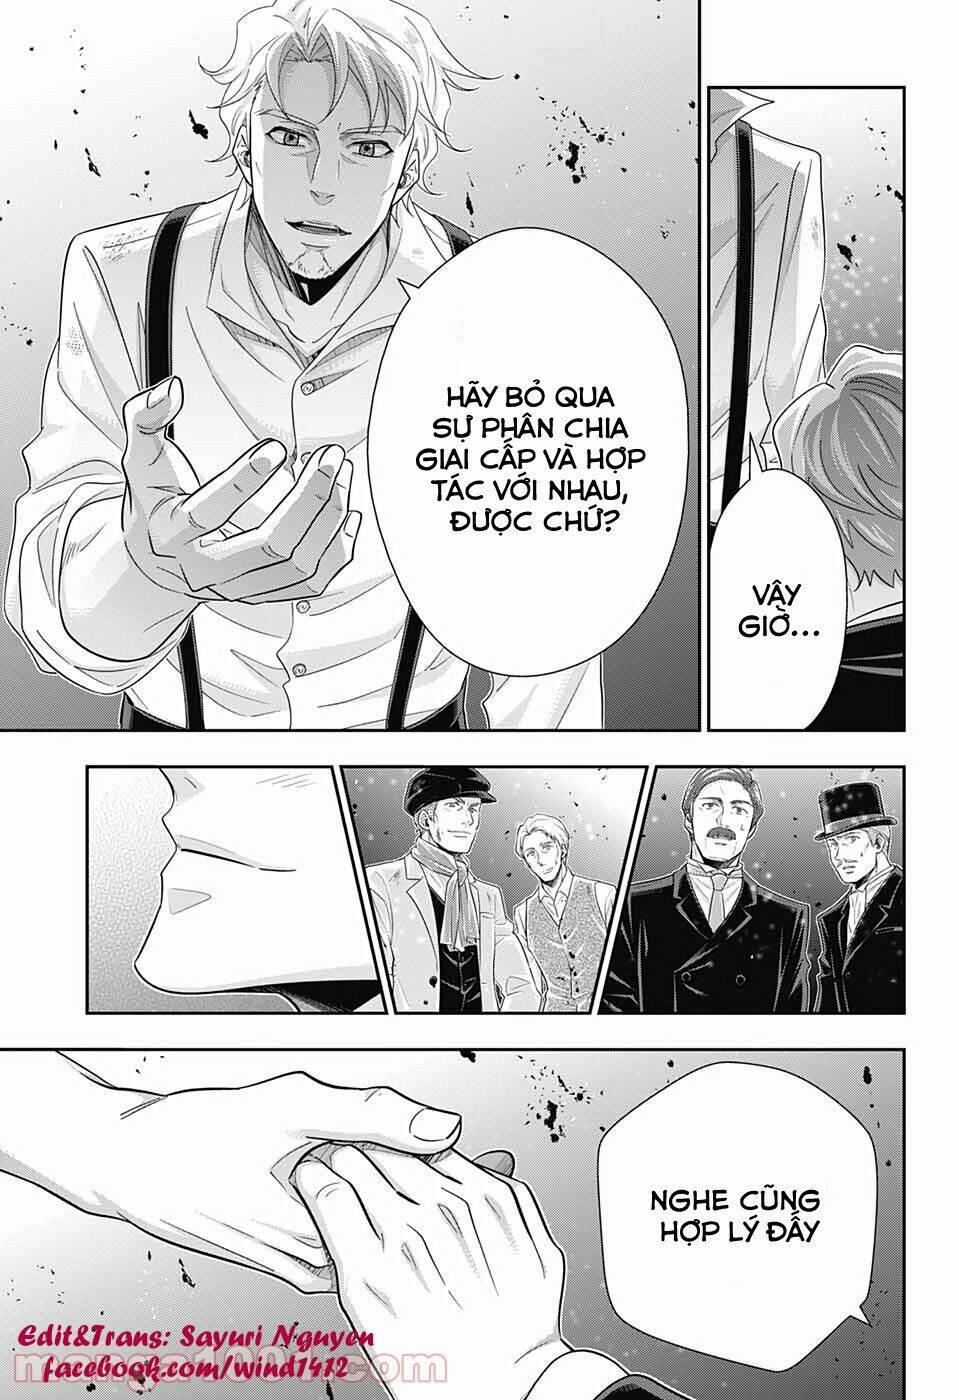 VẬY
GIỜ...
HÃY BỎ QUA
SỰ PHÂN CHIA
GIAI CẤP VÀ HỢP
TÁC VỚI NHAU,
ĐƯỢC CHỨ?
NGHE CŨNG
HỢP LÝ ĐẤY
Edit&Trans: Sayuri Nguyen
facebook.com/wind1412